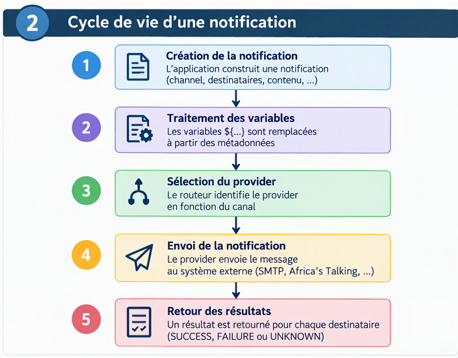 2 Cycle de vie d’une notification
1
Création de la notification
L’application construit une notification
(channel, destinataires, contenu, ...)
2
Traitement des variables
Les variables ${...} sont remplacées
à partir des métadonnées
3
Sélection du provider
Le routeur identifie le provider
en fonction du canal
4
Envoi de la notification
Le provider envoie le message
au système externe (SMTP, Africa’s Talking, ...)
5
Retour des résultats
Un résultat est retourné pour chaque destinataire
(SUCCESS, FAILURE ou UNKNOWN)